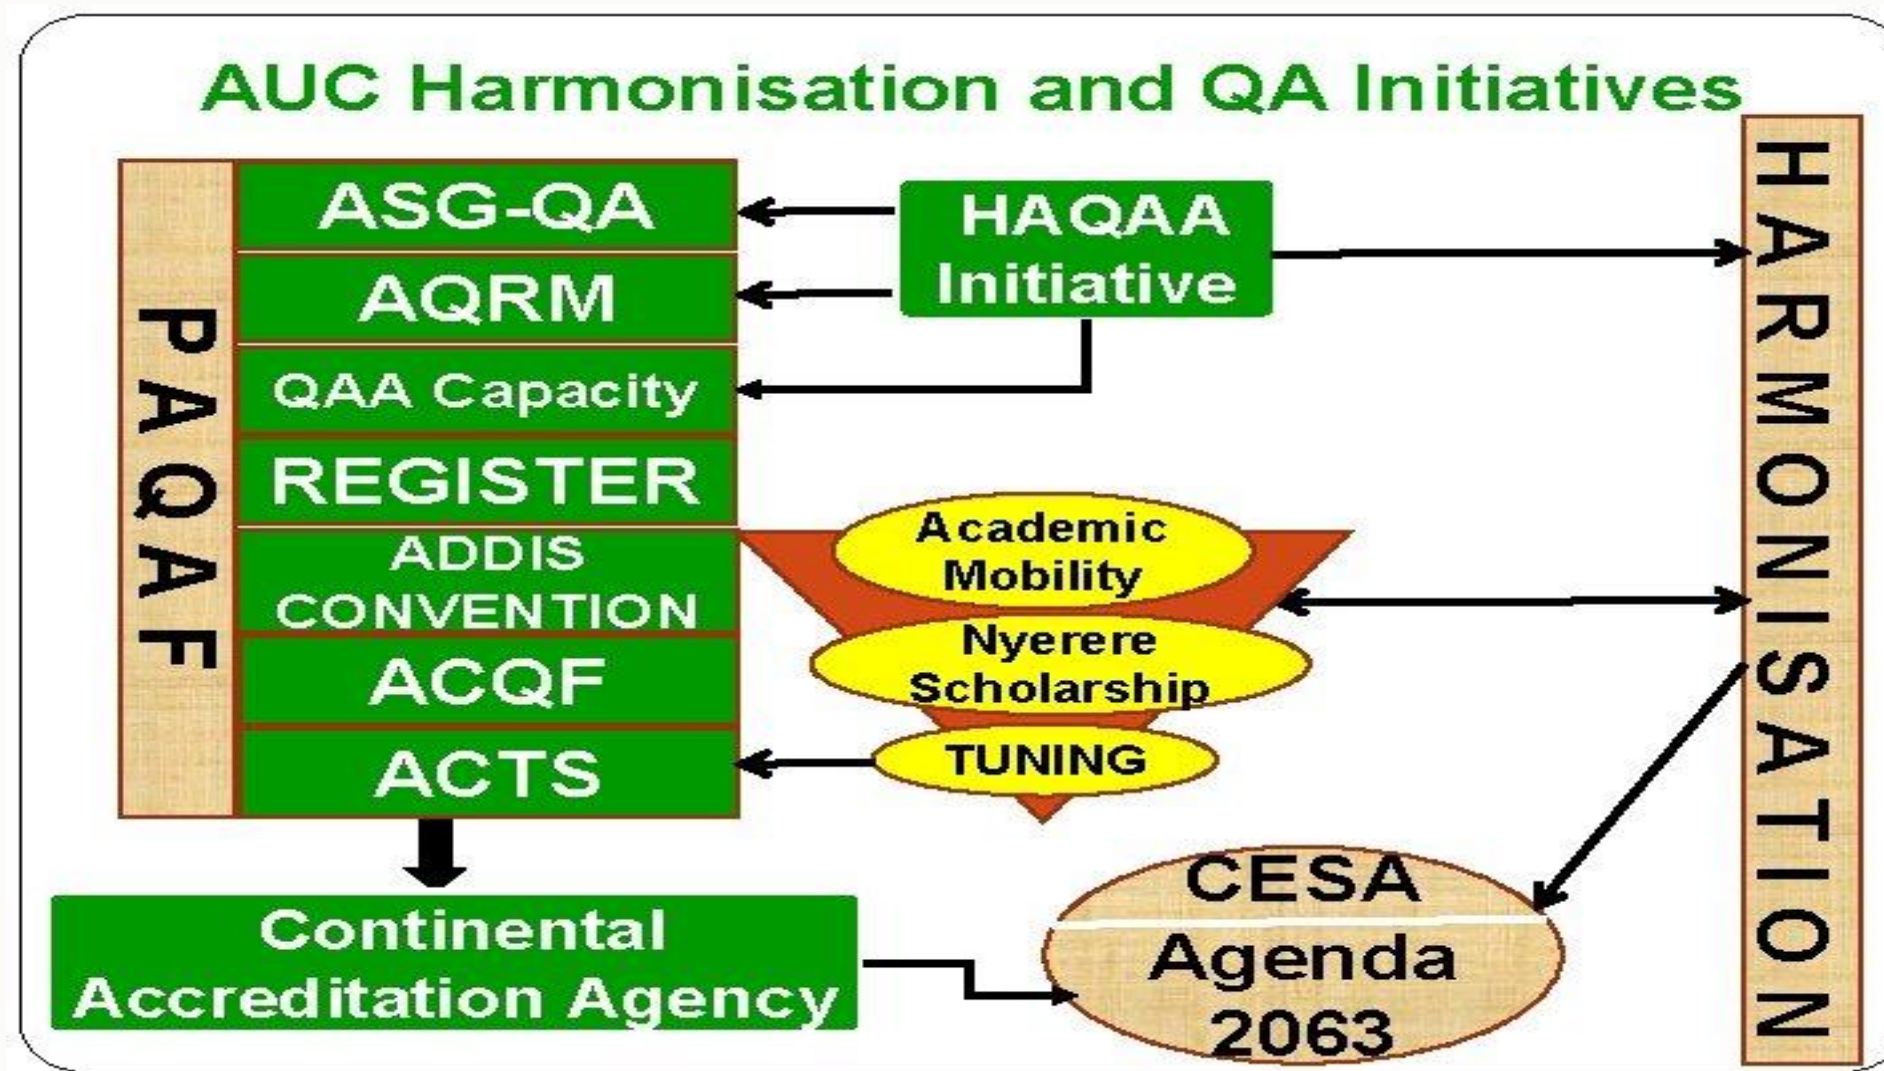 AUC Harmonisation and QA Initiatives
PAQAF
ASG-QA
AQRM
QAA Capacity
REGISTER
ADDIS
CONVENTION
ACQF
ACTS
HAQAA
Initiative
Academic
Mobility
Nyerere
Scholarship
TUNING
HARMONISATION
Continental
Accreditation Agency
CESA
Agenda
2063